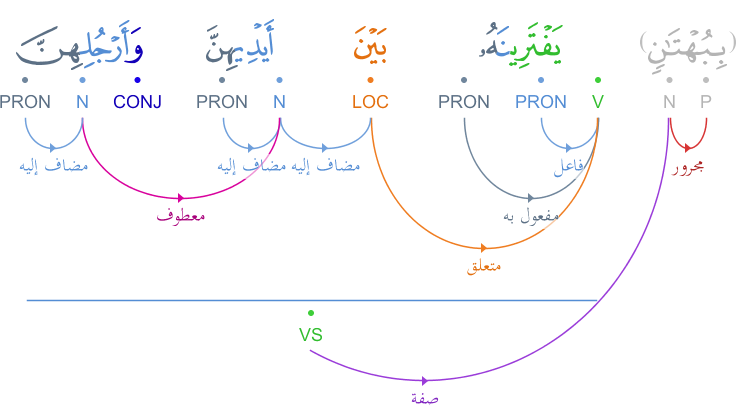 (بِبُهْتَٰنٍ) يَفْتَرِينَهُۥ بَيْنَ أَيْدِيهِنَّ وَأَرْجُلِهِنَّ
PRON N CONJ PRON N LOC PRON PRON V N P
مضاف إليه مضاف إليه مضاف إليه فاعل مجرور
معطوف مفعول به
متعلق
VS
صفة